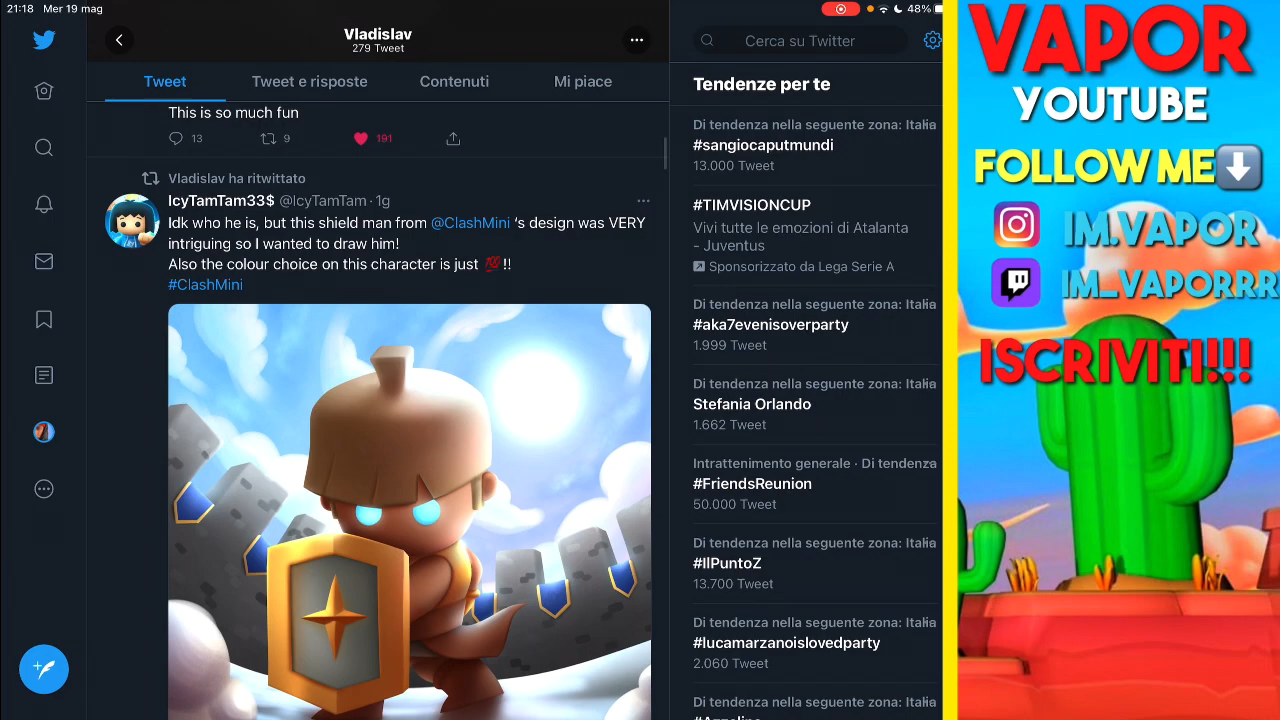 21:18 Mer 19 mag
48%
Vladislav
279 Tweet
Tweet
Tweet e risposte
Contenuti
Mi piace
This is so much fun
13
9
191
Vladislav ha ritwittato
IcyTamTam33$ @IcyTamTam · 1g
Idk who he is, but this shield man from @ClashMini 's design was VERY
intriguing so I wanted to draw him!
Also the colour choice on this character is just 💯!!
#ClashMini
Cerca su Twitter
Tendenze per te
Di tendenza nella seguente zona: Italia
#sangiocaputmundi
13.000 Tweet
#TIMVISIONCUP
Vivi tutte le emozioni di Atalanta
- Juventus
Sponsorizzato da Lega Serie A
Di tendenza nella seguente zona: Italia
#aka7evenisoverparty
1.999 Tweet
Di tendenza nella seguente zona: Italia
Stefania Orlando
1.662 Tweet
Intrattenimento generale · Di tendenza
#FriendsReunion
50.000 Tweet
Di tendenza nella seguente zona: Italia
#IlPuntoZ
13.700 Tweet
Di tendenza nella seguente zona: Italia
#lucamarzanoislovedparty
2.060 Tweet
Di tendenza nella seguente zona: Italia
VAPOR
YOUTUBE
FOLLOW ME⬇️
IM.VAPOR
IM_VAPORRR
ISCRIVITI!!!